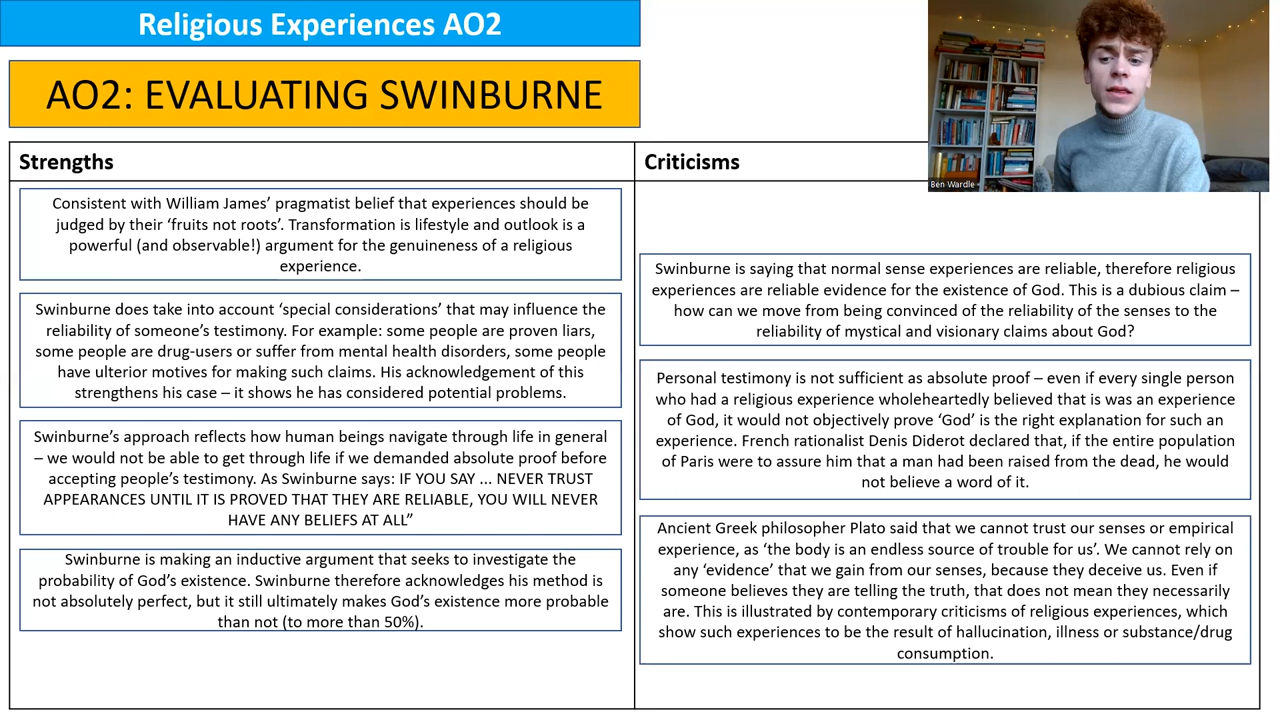 Religious Experiences AO2
AO2: EVALUATING SWINBURNE
Ben Wardle
Strengths
Consistent with William James' pragmatist belief that experiences should be
judged by their 'fruits not roots'. Transformation is lifestyle and outlook is a
powerful (and observable!) argument for the genuineness of a religious
experience.
Swinburne does take into account 'special considerations' that may influence the
reliability of someone's testimony. For example: some people are proven liars,
some people are drug-users or suffer from mental health disorders, some people
have ulterior motives for making such claims. His acknowledgement of this
strengthens his case – it shows he has considered potential problems.
Swinburne's approach reflects how human beings navigate through life in general
– we would not be able to get through life if we demanded absolute proof before
accepting people's testimony. As Swinburne says: IF YOU SAY ... NEVER TRUST
APPEARANCES UNTIL IT IS PROVED THAT THEY ARE RELIABLE, YOU WILL NEVER
HAVE ANY BELIEFS AT ALL”
Swinburne is making an inductive argument that seeks to investigate the
probability of God's existence. Swinburne therefore acknowledges his method is
not absolutely perfect, but it still ultimately makes God's existence more probable
than not (to more than 50%).
Criticisms
Swinburne is saying that normal sense experiences are reliable, therefore religious
experiences are reliable evidence for the existence of God. This is a dubious claim –
how can we move from being convinced of the reliability of the senses to the
reliability of mystical and visionary claims about God?
Personal testimony is not sufficient as absolute proof – even if every single person
who had a religious experience wholeheartedly believed that is was an experience
of God, it would not objectively prove 'God' is the right explanation for such an
experience. French rationalist Denis Diderot declared that, if the entire population
of Paris were to assure him that a man had been raised from the dead, he would
not believe a word of it.
Ancient Greek philosopher Plato said that we cannot trust our senses or empirical
experience, as 'the body is an endless source of trouble for us'. We cannot rely on
any 'evidence' that we gain from our senses, because they deceive us. Even if
someone believes they are telling the truth, that does not mean they necessarily
are. This is illustrated by contemporary criticisms of religious experiences, which
show such experiences to be the result of hallucination, illness or substance/drug
consumption.